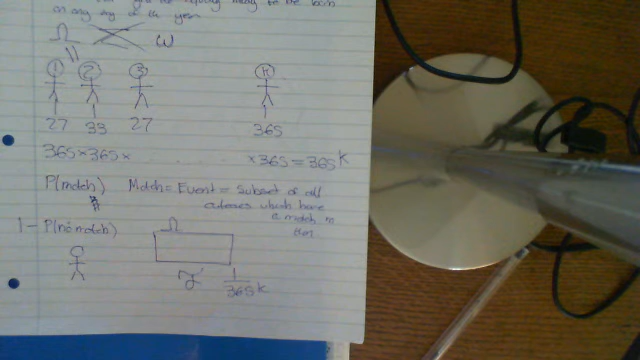 on any day of the year
Ω ω
1 2 3 K
27 33 27 365
365 × 365 × . . . . × 365 = 365^K
P(match) Match = Event = Subset of all
outcomes which have
a match in
them
1 - P(no match) Ω
1/365^K